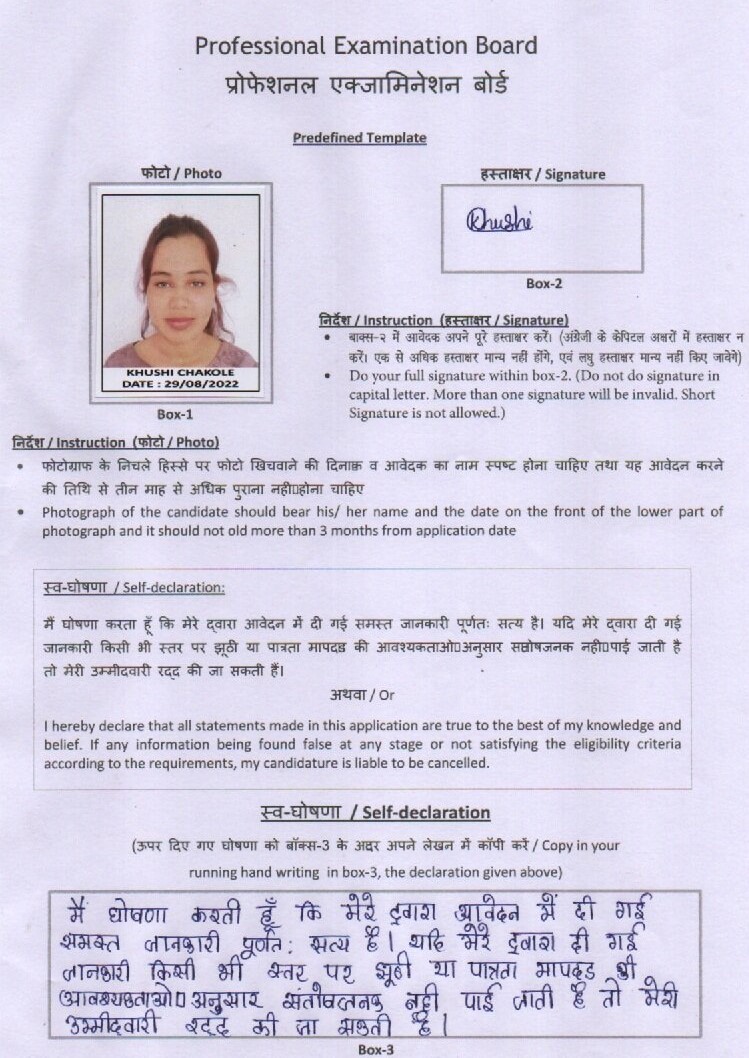 Professional Examination Board
प्रोफेशनल एक्जामिनेशन बोर्ड
Predefined Template
फोटो / Photo
KHUSHI CHAKOLE
DATE : 29/08/2022
Box-1
हस्ताक्षर / Signature
Khushi
Box-2
निर्देश / Instruction (हस्ताक्षर / Signature)
• बाक्स-२ में आवेदक अपने पूरे हस्ताक्षर करें। (अंग्रेजी के केपिटल अक्षरों में हस्ताक्षर न
करें। एक से अधिक हस्ताक्षर मान्य नहीं होंगे, एवं लघु हस्ताक्षर मान्य नहीं किए जावेगें)
• Do your full signature within box-2. (Do not do signature in
capital letter. More than one signature will be invalid. Short
Signature is not allowed.)
निर्देश / Instruction (फोटो / Photo)
• फोटोग्राफ के निचले हिस्से पर फोटो खिचवाने की दिनाक़ व आवेदक का नाम स्पष्ट होना चाहिए तथा यह आवेदन करने
की तिथि से तीन माह से अधिक पुराना नही▯होना चाहिए
• Photograph of the candidate should bear his/ her name and the date on the front of the lower part of
photograph and it should not old more than 3 months from application date
स्व-घोषणा / Self-declaration:
मैं घोषणा करता हूँ कि मेरे द्वारा आवेदन में दी गई समस्त जानकारी पूर्णतः सत्य है। यदि मेरे द्वारा दी गई
जानकारी किसी भी स्तर पर झूठी या पात्रता मापदड़ की आवश्यकताओ▯अनुसार सत़ोषजनक नही▯पाई जाती है
तो मेरी उम्मीदवारी रद्द की जा सकती हैं।
अथवा / Or
I hereby declare that all statements made in this application are true to the best of my knowledge and
belief. If any information being found false at any stage or not satisfying the eligibility criteria
according to the requirements, my candidature is liable to be cancelled.
स्व-घोषणा / Self-declaration
(ऊपर दिए गए घोषणा को बॉक्स-3 के अद़र अपने लेखन में कॉपी करें / Copy in your
running hand writing in box-3, the declaration given above)
मैं घोषणा करती हूँ कि मेरे द्वारा आवेदन में दी गई
समस्त जानकारी पूर्णत: सत्य है। यदि मेरे द्वारा दी गई
जानकारी किसी भी स्तर पर झूठी या पात्रता मापदड़ की
आवश्यकताओ▯ अनुसार संतोषजनक नही पाई जाती है तो मेरी
उम्मीदवारी रद्द की जा सकती है।
Box-3